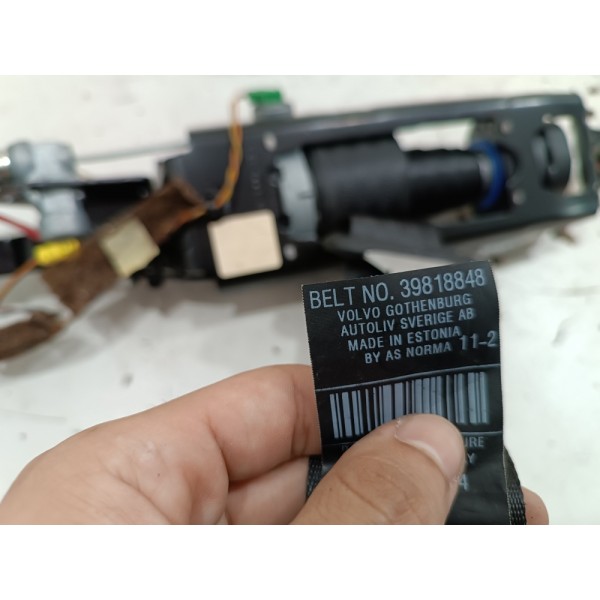 BELT NO. 39818848
VOLVO GOTHENBURG
AUTOLIV SVERIGE AB
MADE IN ESTONIA
BY AS NORMA 11-2